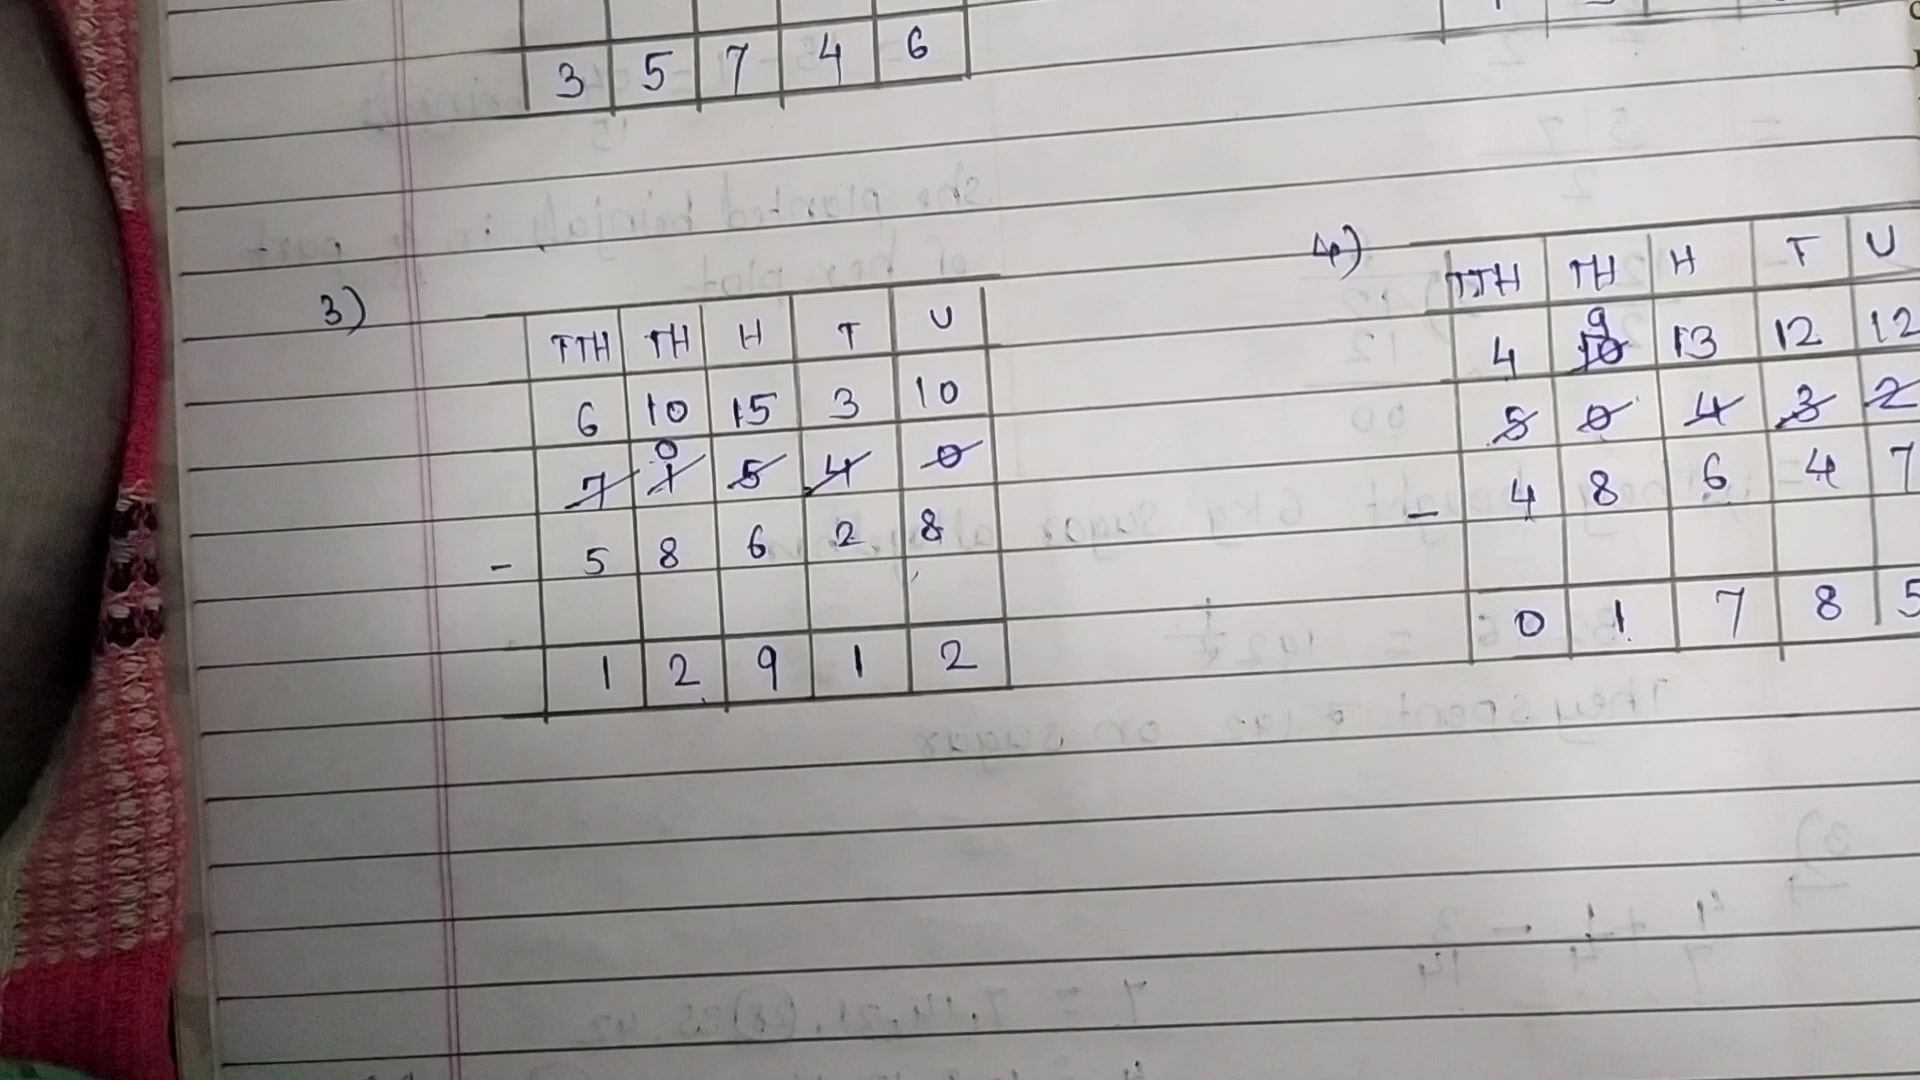 3 5 7 4 6
3)
TTH TH H T U
6 10 15 3 10
0
7 1 5 4 0
- 5 8 6 2 8
1 2 9 1 2
4)
TTH TH H T U
9
4 10 13 12 12
5 0 4 3 2
- 4 8 6 4 7
0 1 7 8 5